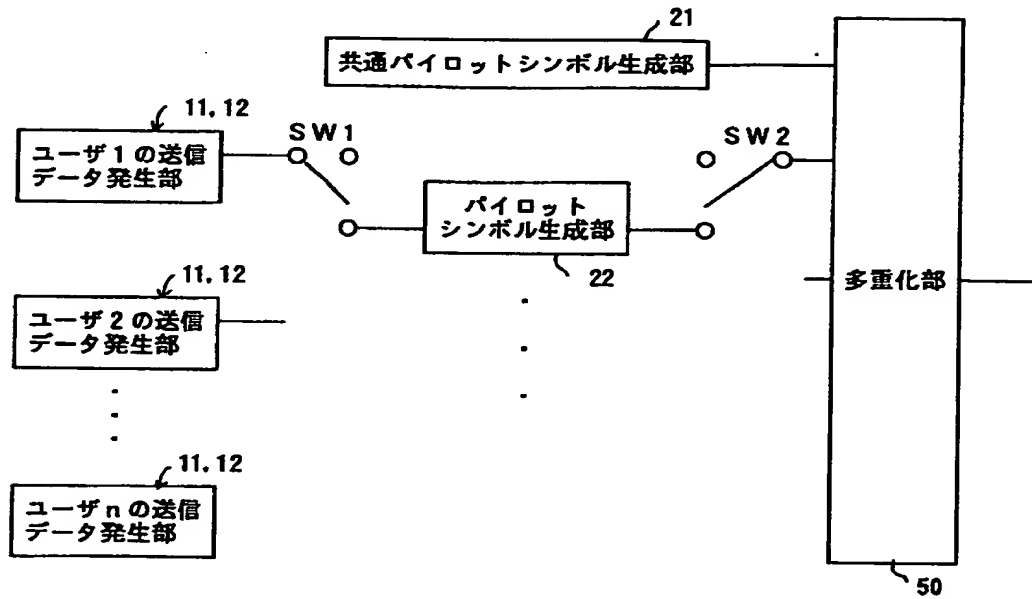 21
共通パイロットシンボル生成部
11,12
SW1
SW2
ユーザ1の送信
データ発生部
パイロット
シンボル生成部
22
11,12
多重化部
ユーザ2の送信
データ発生部
11,12
ユーザnの送信
データ発生部
50